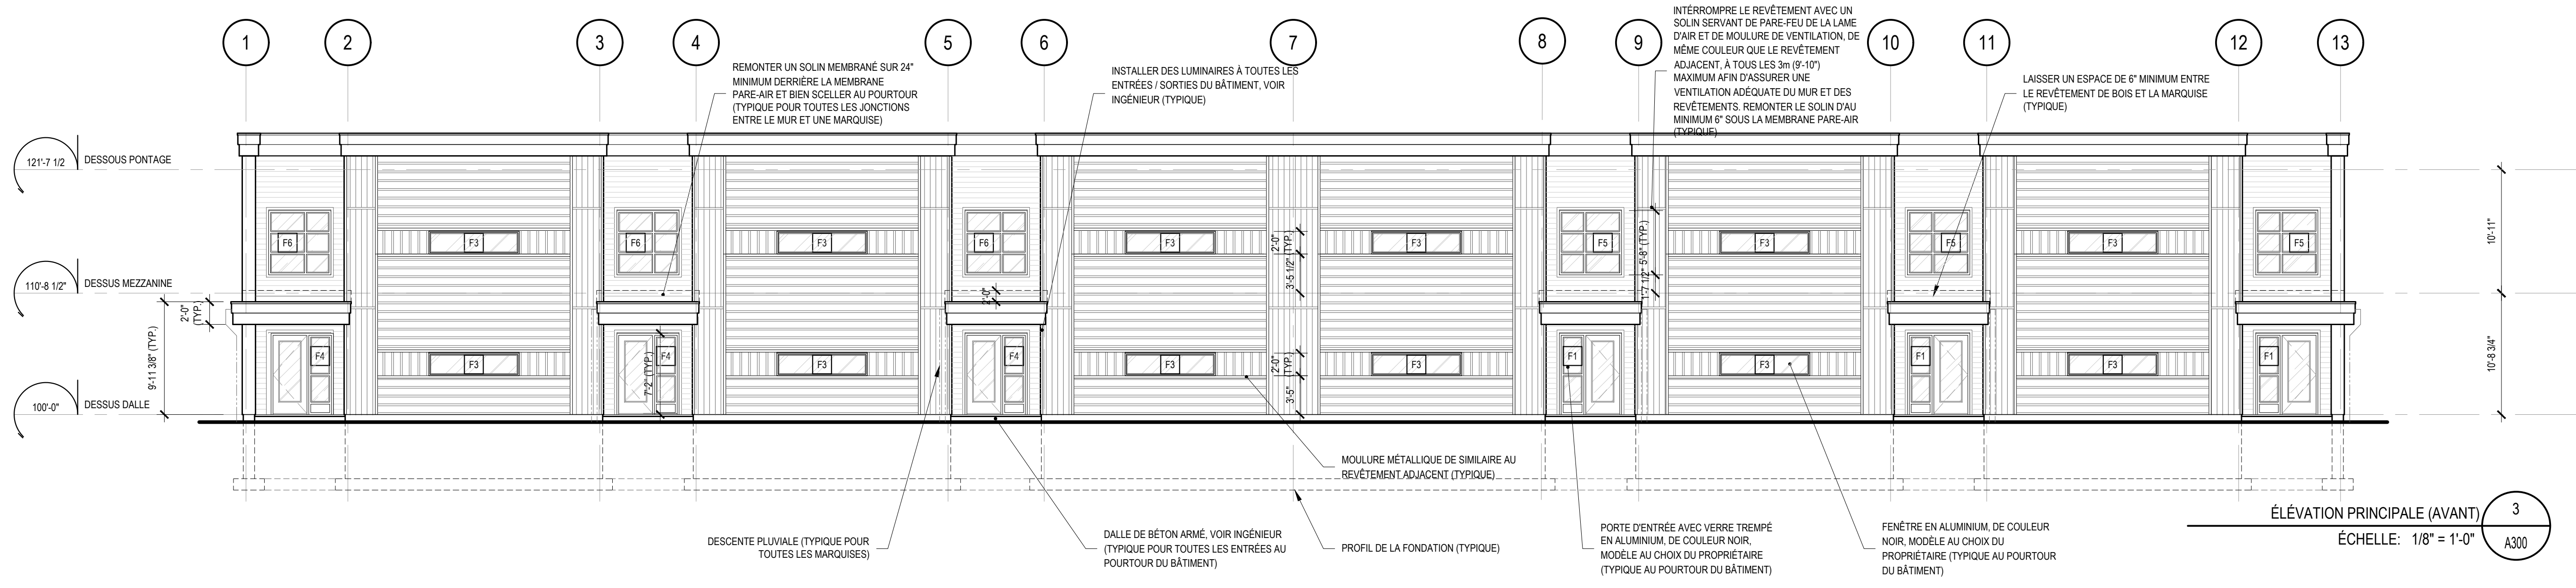 1
2
3
4
5
6
7
8
9
10
11
12
13
REMONTER UN SOLIN MEMBRANÉ SUR 24"
MINIMUM DERRIÈRE LA MEMBRANE
PARE-AIR ET BIEN SCELLER AU POURTOUR
(TYPIQUE POUR TOUTES LES JONCTIONS
ENTRE LE MUR ET UNE MARQUISE)
INSTALLER DES LUMINAIRES À TOUTES LES
ENTRÉES / SORTIES DU BÂTIMENT, VOIR
INGÉNIEUR (TYPIQUE)
INTÉRROMPRE LE REVÊTEMENT AVEC UN
SOLIN SERVANT DE PARE-FEU DE LA LAME
D'AIR ET DE MOULURE DE VENTILATION, DE
MÊME COULEUR QUE LE REVÊTEMENT
ADJACENT, À TOUS LES 3m (9'-10")
MAXIMUM AFIN D'ASSURER UNE
VENTILATION ADÉQUATE DU MUR ET DES
REVÊTEMENTS. REMONTER LE SOLIN D'AU
MINIMUM 6" SOUS LA MEMBRANE PARE-AIR
(TYPIQUE)
LAISSER UN ESPACE DE 6" MINIMUM ENTRE
LE REVÊTEMENT DE BOIS ET LA MARQUISE
(TYPIQUE)
121'-7 1/2
DESSOUS PONTAGE
110'-8 1/2"
DESSUS MEZZANINE
100'-0"
DESSUS DALLE
9'-11 3/8" (TYP.)
2'-0"
(TYP.)
F6
F3
F6
F3
F6
F3
F3
F5
F3
F5
F3
F5
2'-0" (TYP.)
3'-5 1/2"
5'-8" (TYP.)
1'-7 1/2"
2'-0"
10'-11"
10'-8 3/4"
F4
F3
F4
F3
F4
F3
F3
F1
F3
F1
F3
F1
7'-2" (TYP.)
2'-0" (TYP.)
3'-5"
MOULURE MÉTALLIQUE DE SIMILAIRE AU
REVÊTEMENT ADJACENT (TYPIQUE)
DESCENTE PLUVIALE (TYPIQUE POUR
TOUTES LES MARQUISES)
DALLE DE BÉTON ARMÉ, VOIR INGÉNIEUR
(TYPIQUE POUR TOUTES LES ENTRÉES AU
POURTOUR DU BÂTIMENT)
PROFIL DE LA FONDATION (TYPIQUE)
PORTE D'ENTRÉE AVEC VERRE TREMPÉ
EN ALUMINIUM, DE COULEUR NOIR,
MODÈLE AU CHOIX DU PROPRIÉTAIRE
(TYPIQUE AU POURTOUR DU BÂTIMENT)
FENÊTRE EN ALUMINIUM, DE COULEUR
NOIR, MODÈLE AU CHOIX DU
PROPRIÉTAIRE (TYPIQUE AU POURTOUR
DU BÂTIMENT)
ÉLÉVATION PRINCIPALE (AVANT)
ÉCHELLE: 1/8" = 1'-0"
3
A300